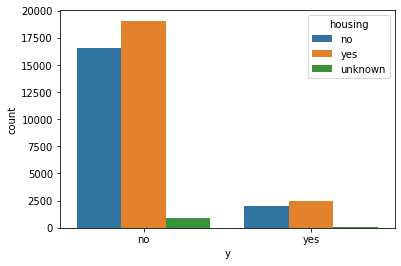 20000
17500
15000
12500
10000
7500
5000
2500
0
count
housing
no
yes
unknown
no
yes
y